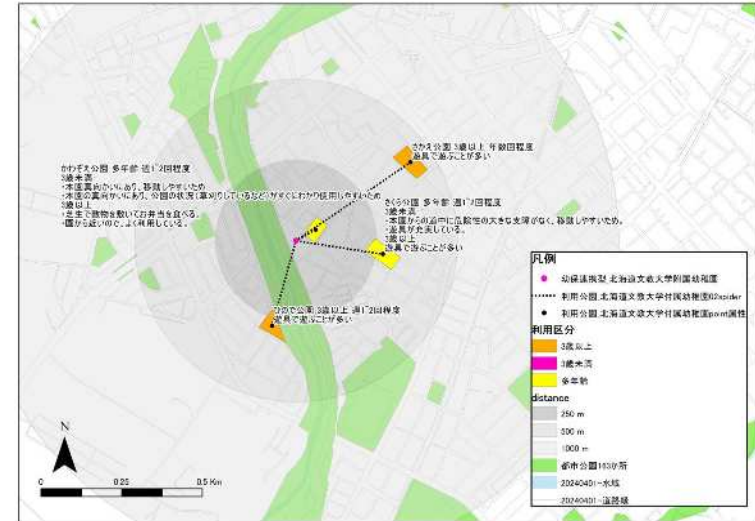 さかえ公園 3歳以上 年数回程度
遊具で遊ぶことが多い
かわぞえ公園 多年齢 週1~2回程度
3歳未満
・本園真向かいにあり、移動しやすいため
・本園の真向かいにあり、公園の状況(草刈りしているなど)がすぐにわかり使用しやすいため
3歳以上
・芝生で敷物を敷いてお弁当を食べる。
・園から近いので、よく利用している。
さくら公園 多年齢 週1~2回程度
3歳未満
・本園からの道中に危険性の大きな支障がなく、移動しやすいため。
・遊具が充実している。
3歳以上
遊具で遊ぶことが多い
ひので公園 3歳以上 週1~2回程度
遊具で遊ぶことが多い
凡例
幼保連携型 北海道文教大学附属幼稚園
利用公園 北海道文教大学付属幼稚園02spider
利用公園 北海道文教大学付属幼稚園point属性
利用区分
3歳以上
3歳未満
多年齢
distance
250 m
500 m
1000 m
都市公園163か所
20240401-水域
20240401-道路縁
N
0 0.25 0.5 Km